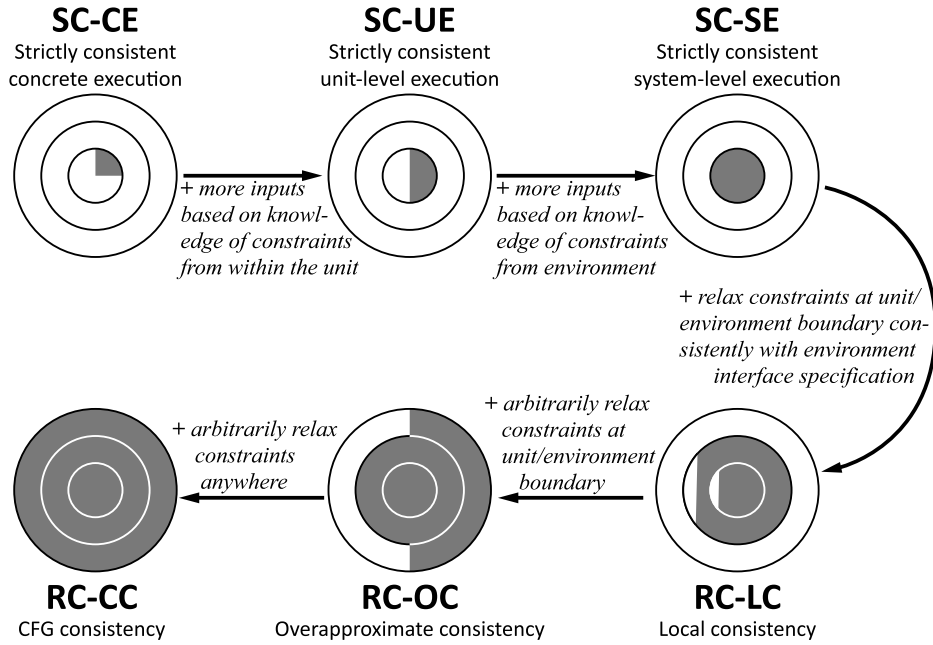 SC-CE
Strictly consistent
concrete execution
SC-UE
Strictly consistent
unit-level execution
SC-SE
Strictly consistent
system-level execution
+ more inputs
based on knowl-
edge of constraints
from within the unit
+ more inputs
based on knowl-
edge of constraints
from environment
+ relax constraints at unit/
environment boundary con-
sistently with environment
interface specification
+ arbitrarily relax
constraints at
unit/environment
boundary
+ arbitrarily relax
constraints
anywhere
RC-CC
CFG consistency
RC-OC
Overapproximate consistency
RC-LC
Local consistency